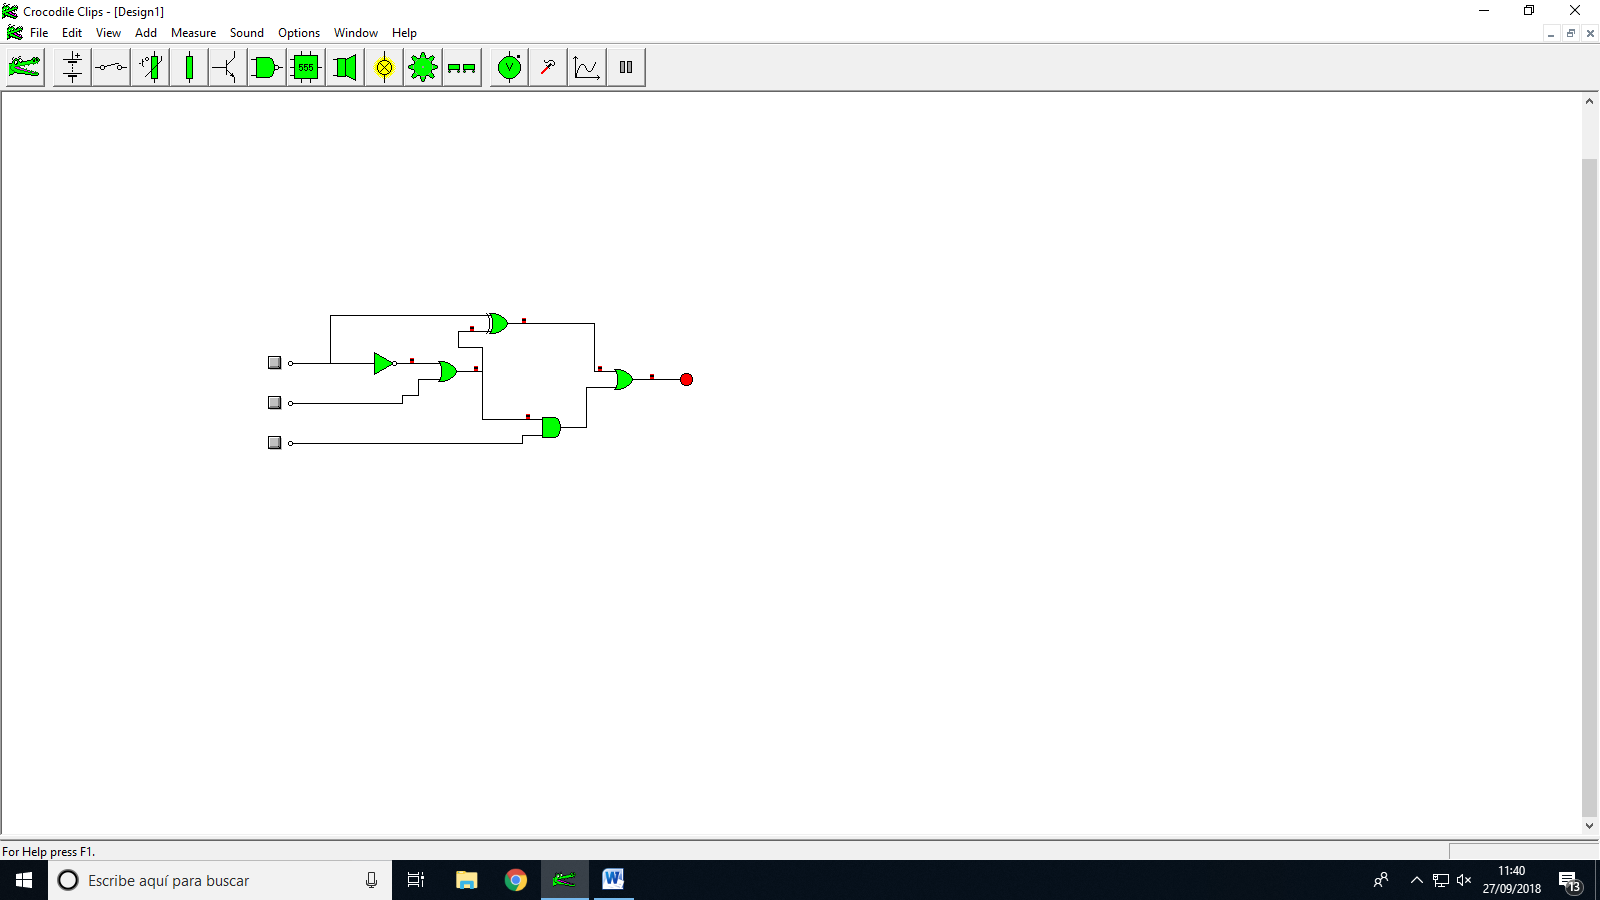 Crocodile Clips - [Design1]
File Edit View Add Measure Sound Options Window Help
555 V
For Help press F1.
Escribe aquí para buscar
W
11:40
27/09/2018
13